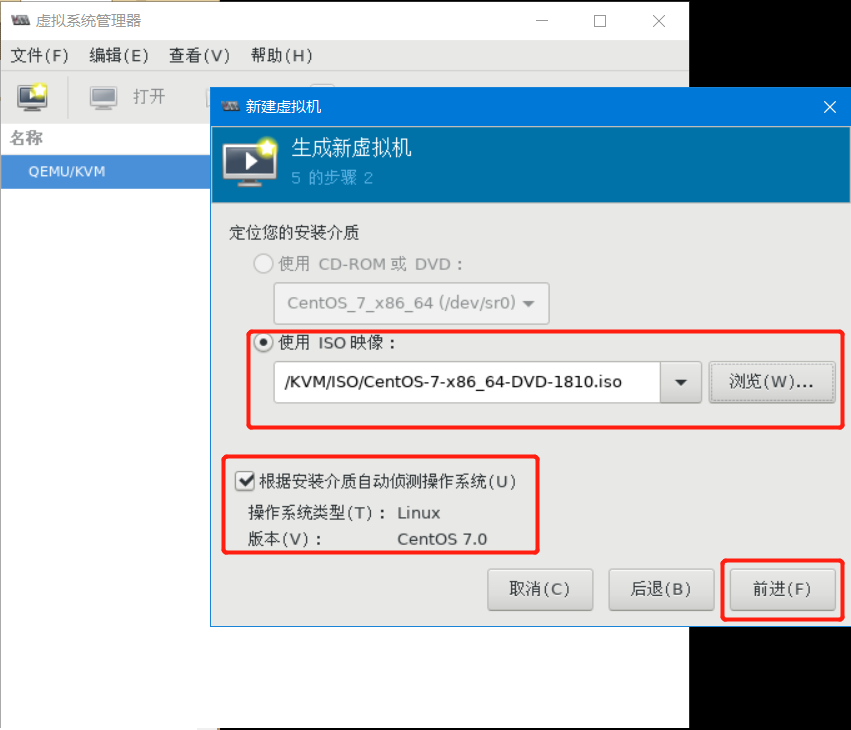 虚拟系统管理器
文件(F) 编辑(E) 查看(V) 帮助(H)
打开
名称
QEMU/KVM
新建虚拟机
生成新虚拟机
5 的步骤 2
定位您的安装介质
使用 CD-ROM 或 DVD：
CentOS_7_x86_64 (/dev/sr0)
使用 ISO 映像：
/KVM/ISO/CentOS-7-x86_64-DVD-1810.iso
浏览(W)...
根据安装介质自动侦测操作系统(U)
操作系统类型(T)： Linux
版本(V)： CentOS 7.0
取消(C) 后退(B) 前进(F)